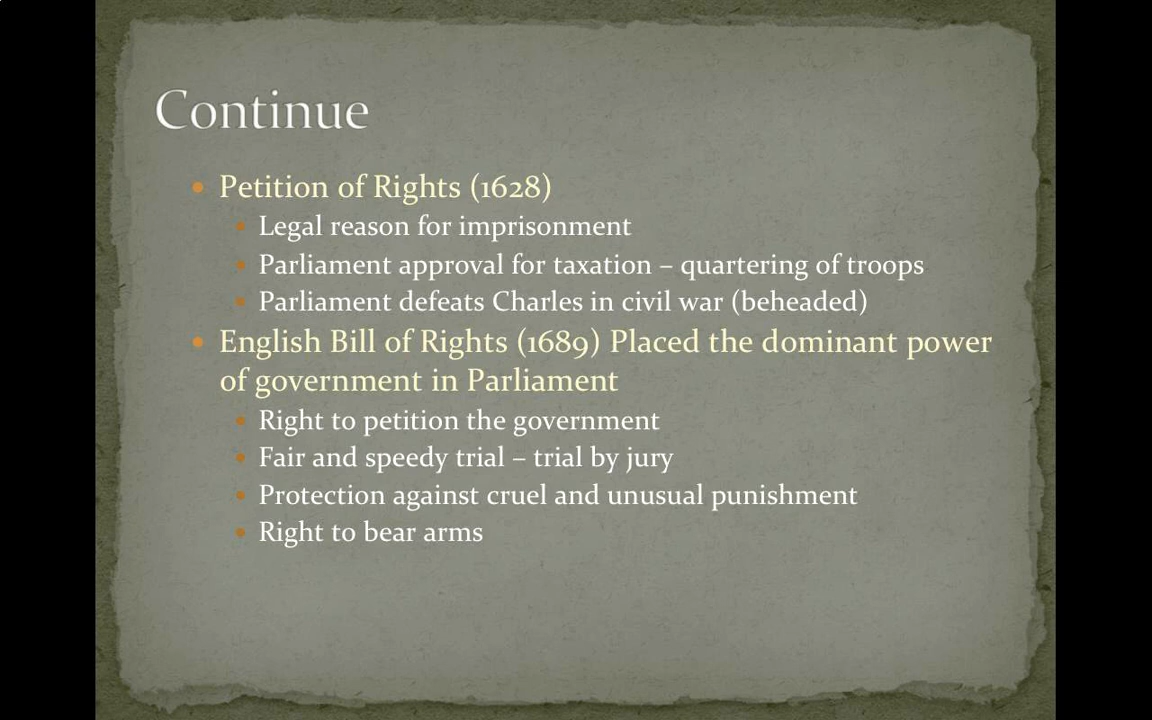 Continue
Petition of Rights (1628)
Legal reason for imprisonment
Parliament approval for taxation – quartering of troops
Parliament defeats Charles in civil war (beheaded)
English Bill of Rights (1689) Placed the dominant power
of government in Parliament
Right to petition the government
Fair and speedy trial – trial by jury
Protection against cruel and unusual punishment
Right to bear arms